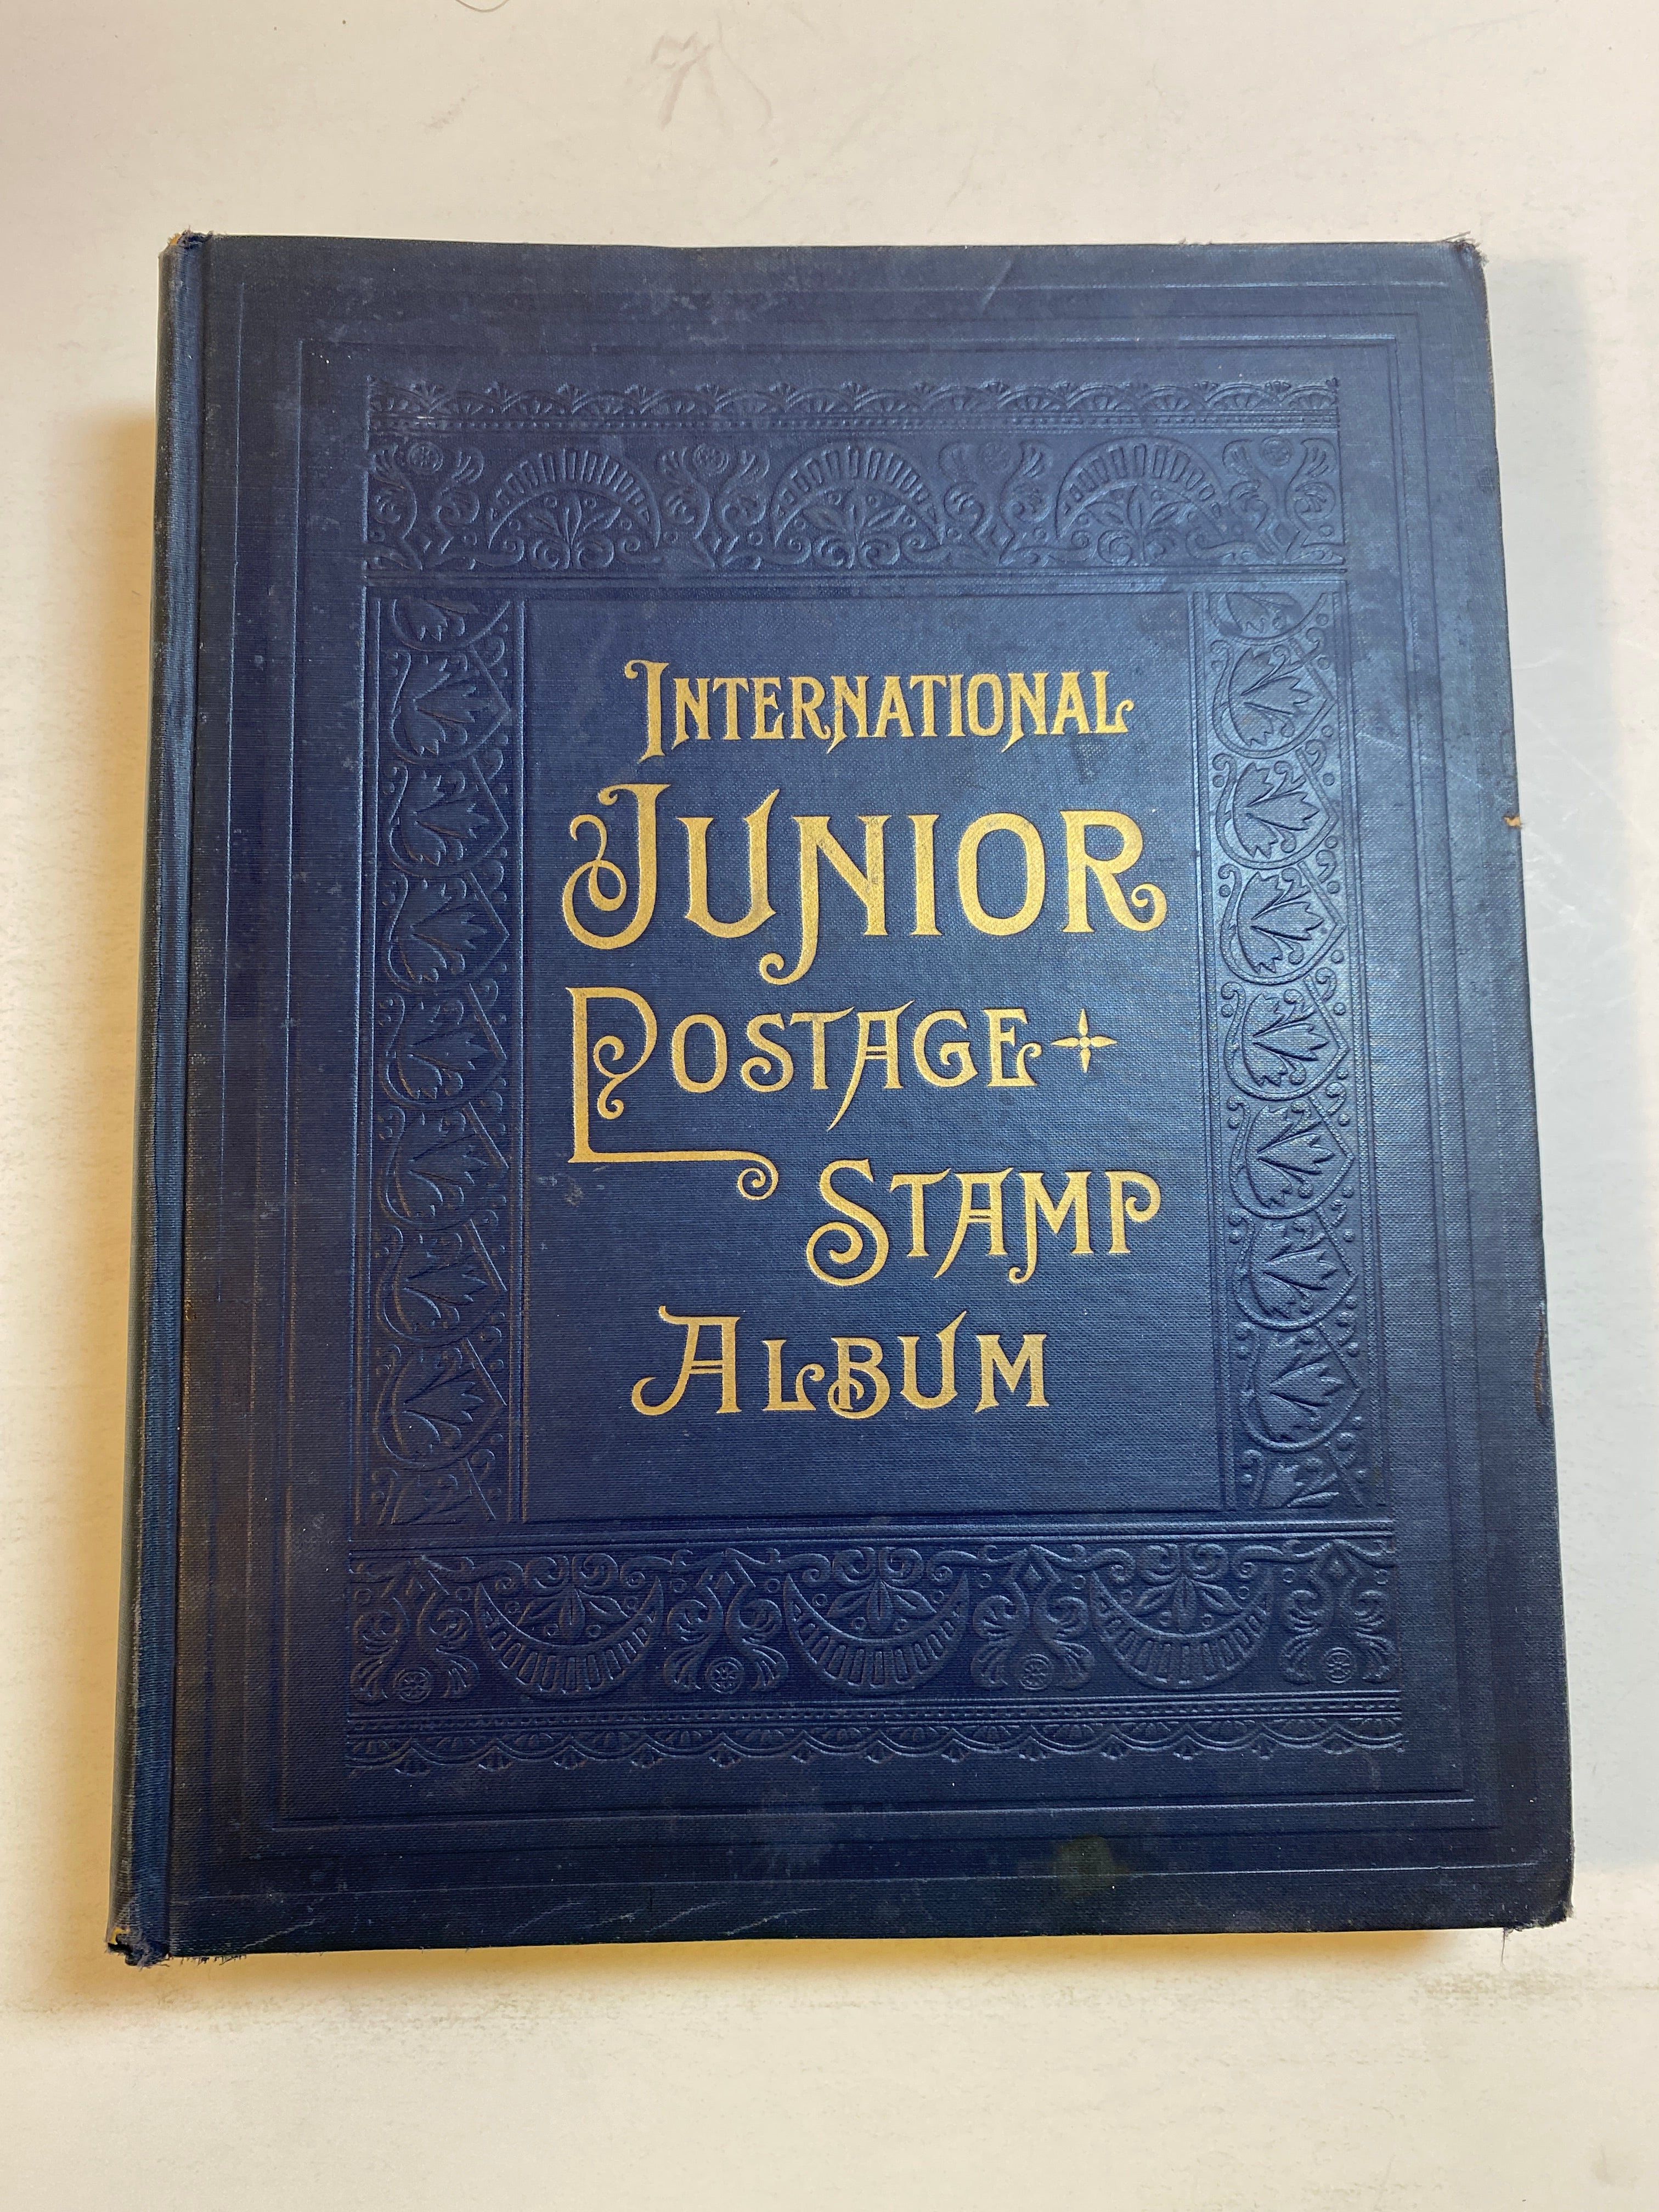 INTERNATIONAL
JUNIOR
POSTAGE
STAMP
ALBUM